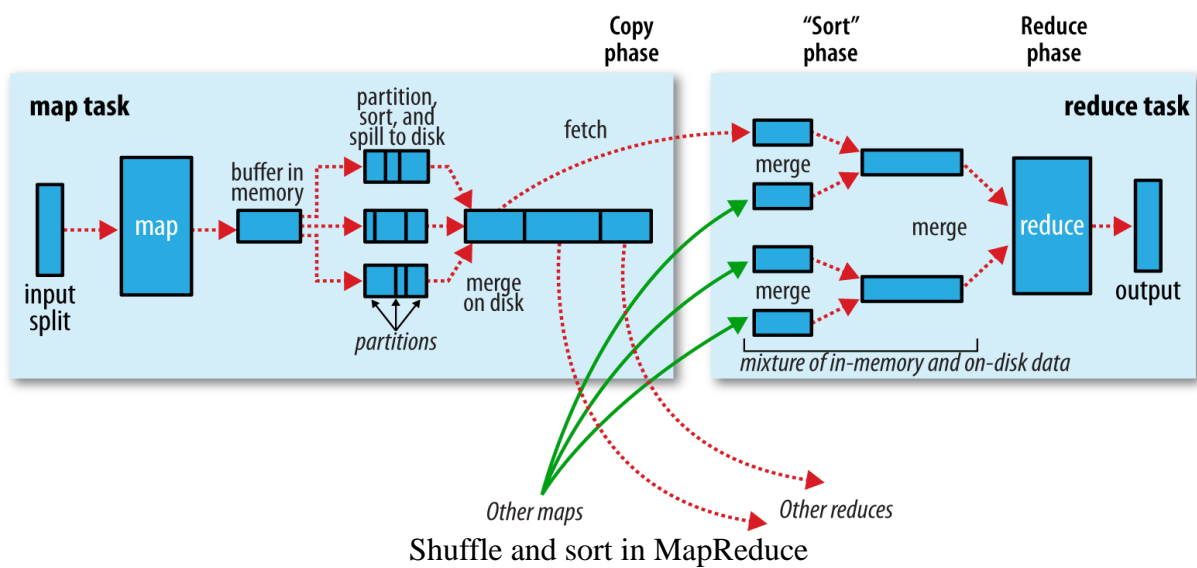 Copy
phase
“Sort”
phase
Reduce
phase
map task
partition,
sort, and
spill to disk
fetch
reduce task
buffer in
memory
map
merge
merge
reduce
input
split
merge
on disk
merge
output
partitions
mixture of in-memory and on-disk data
Other maps
Other reduces
Shuffle and sort in MapReduce